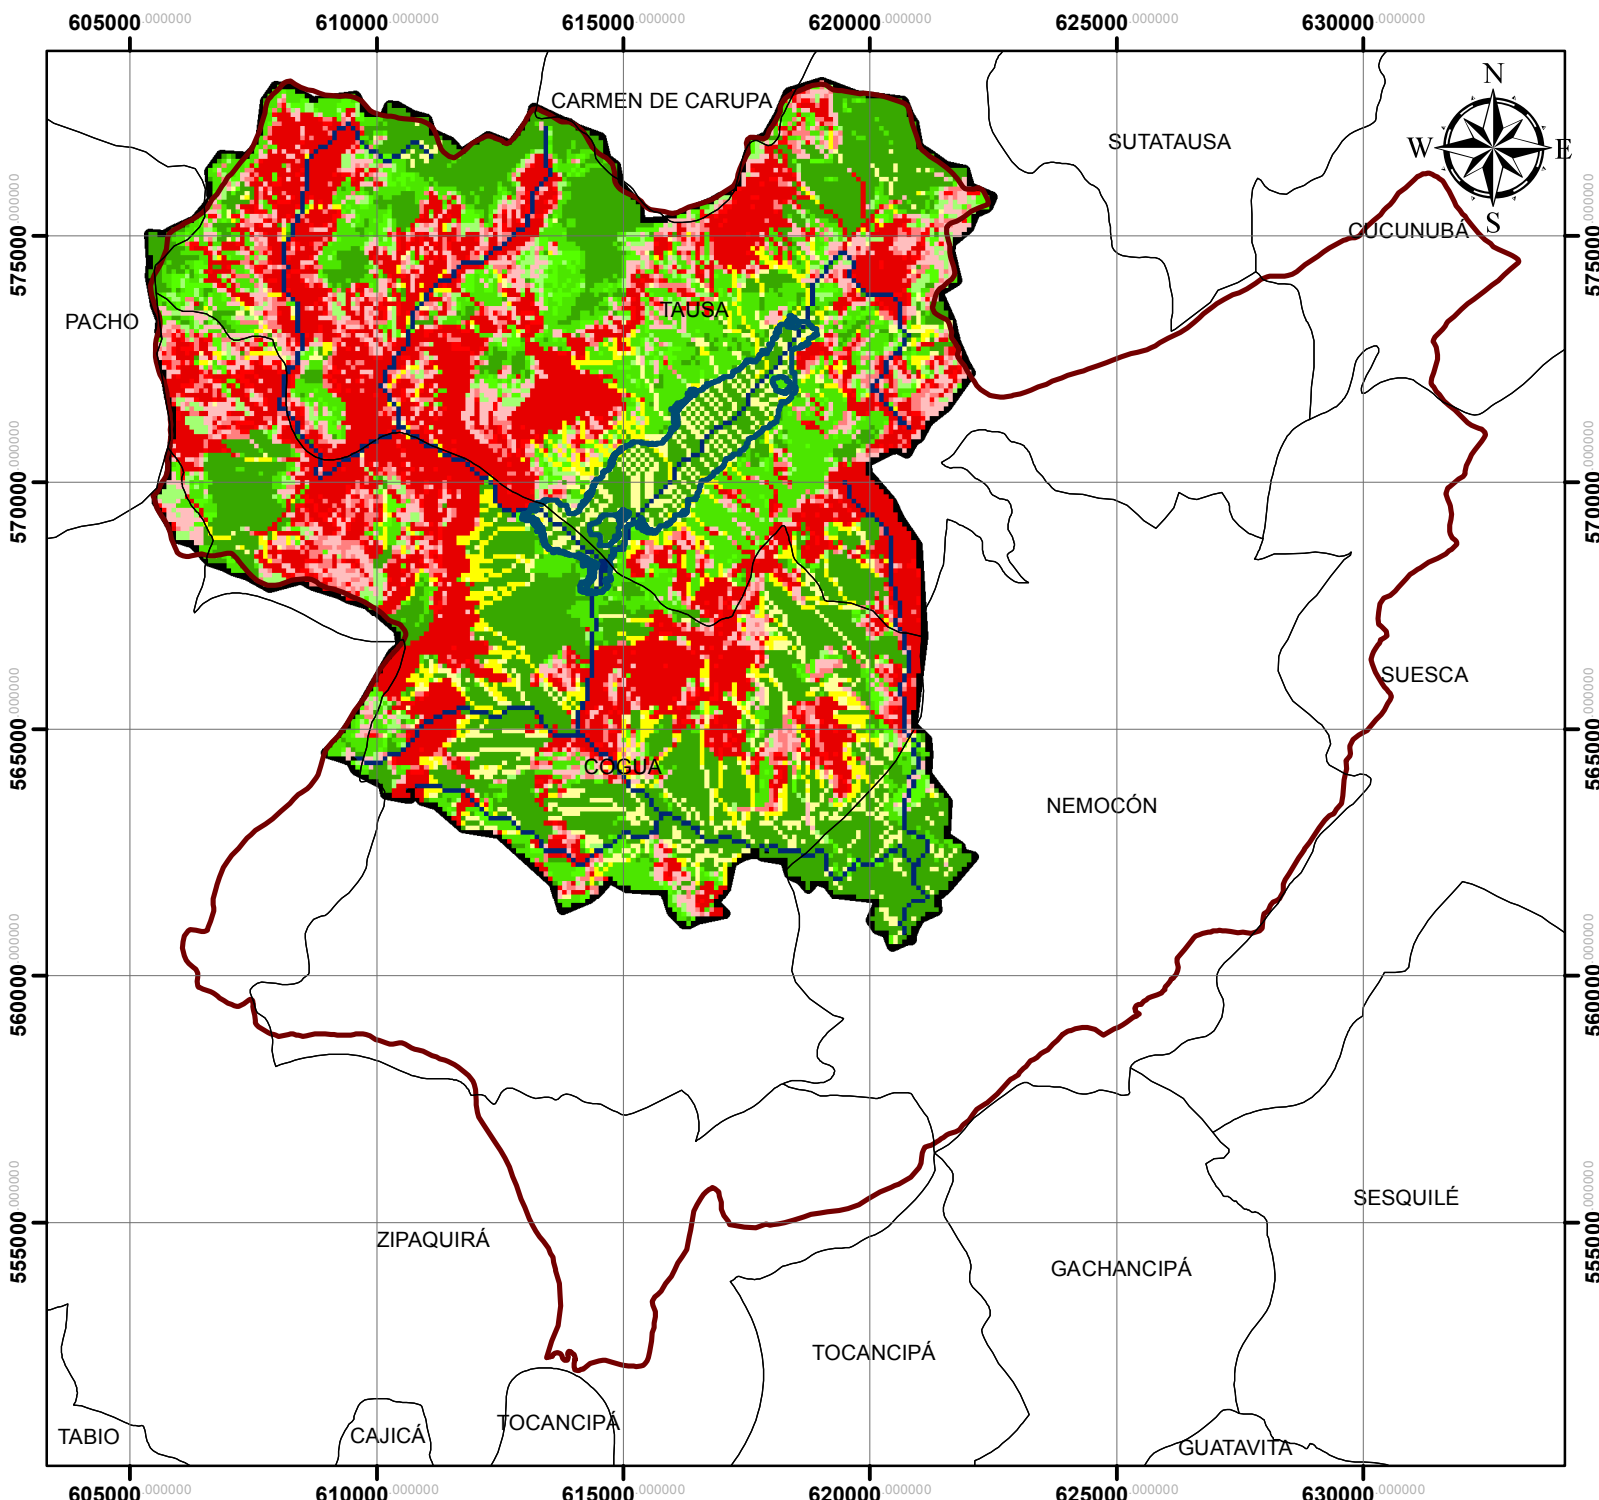 605000.000000 610000.000000 615000.000000 620000.000000 625000.000000 630000.000000
N
W E
S
CARMEN DE CARUPA
SUTATAUSA
CUCUNUBÁ
575000.000000 575000.000000
TAUSA
PACHO
570000.000000 570000.000000
SUESCA
565000.000000 565000.000000
COGUA
NEMOCÓN
560000.000000 560000.000000
SESQUILÉ
555000.000000 555000.000000
ZIPAQUIRÁ
GACHANCIPÁ
TOCANCIPÁ
TOCANCIPÁ
TABIO
CAJICÁ
GUATAVITA
605000.000000 610000.000000 615000.000000 620000.000000 625000.000000 630000.000000